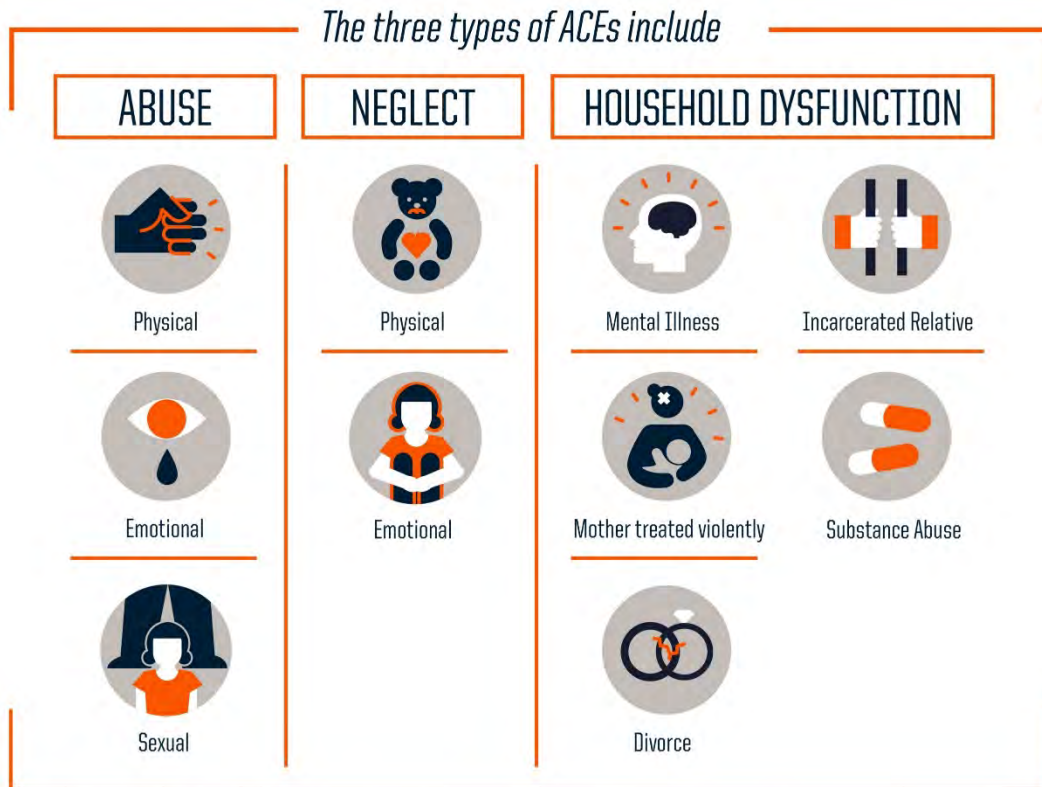 The three types of ACEs include
ABUSE
Physical
Emotional
Sexual
NEGLECT
Physical
Emotional
HOUSEHOLD DYSFUNCTION
Mental Illness
Incarcerated Relative
Mother treated violently
Substance Abuse
Divorce